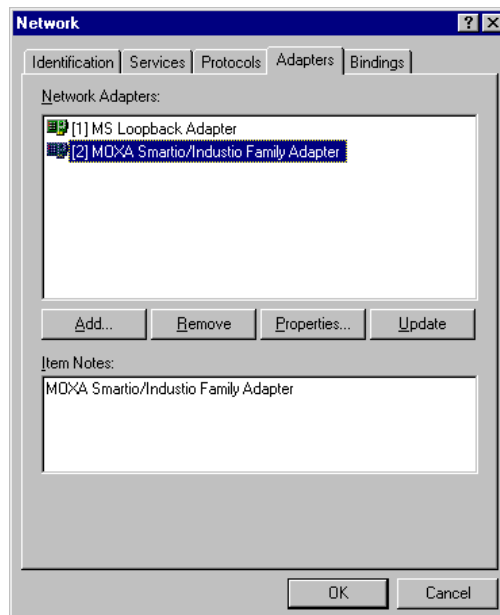 Network
Identification Services Protocols Adapters Bindings
Network Adapters:
[1] MS Loopback Adapter
[2] MOXA Smartio/Industio Family Adapter
Add... Remove Properties... Update
Item Notes:
MOXA Smartio/Industio Family Adapter
OK Cancel